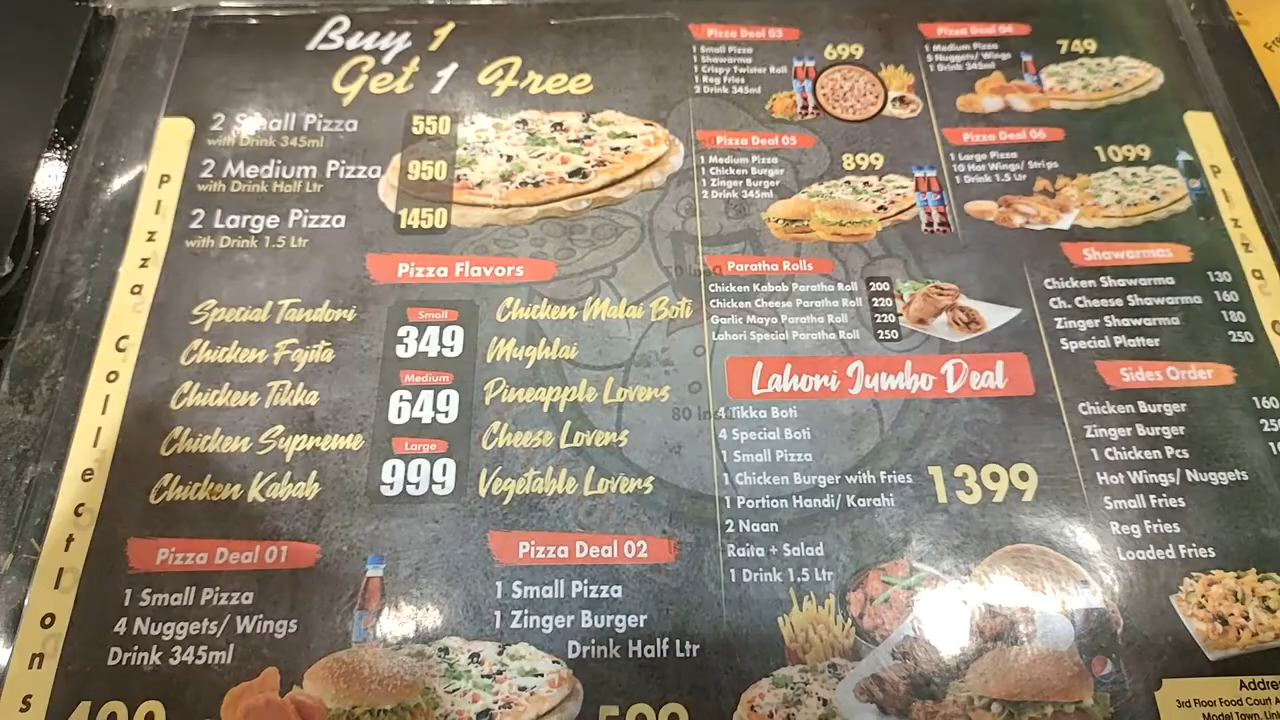 Buy 1
Get 1 Free
2 Small Pizza 550
with Drink 345ml
2 Medium Pizza 950
with Drink Half Ltr
2 Large Pizza 1450
with Drink 1.5 Ltr
Pizza Collections
Pizza Flavors
Special Tandori
Chicken Fajita
Chicken Tikka
Chicken Supreme
Chicken Kabab
Small
349
Medium
649
Large
999
Chicken Malai Boti
Mughlai
Pineapple Lovers
Cheese Lovers
Vegetable Lovers
Pizza Deal 01
1 Small Pizza
4 Nuggets/ Wings
Drink 345ml
Pizza Deal 02
1 Small Pizza
1 Zinger Burger
Drink Half Ltr
Pizza Deal 03
1 Small Pizza
1 Shawarma
1 Crispy Twister Roll
1 Reg Fries
2 Drink 345ml
699
Pizza Deal 04
1 Medium Pizza
5 Nuggets/ Wings
1 Drink 345ml
749
Pizza Deal 05
1 Medium Pizza
1 Chicken Burger
1 Zinger Burger
2 Drink 345ml
899
Pizza Deal 06
1 Large Pizza
10 Hot Wings/ Strips
1 Drink 1.5 Ltr
1099
Paratha Rolls
Chicken Kabab Paratha Roll 200
Chicken Cheese Paratha Roll 220
Garlic Mayo Paratha Roll 220
Lahori Special Paratha Roll 250
Lahori Jumbo Deal
4 Tikka Boti
4 Special Boti
1 Small Pizza
1 Chicken Burger with Fries
1 Portion Handi/ Karahi
2 Naan
Raita + Salad
1 Drink 1.5 Ltr
1399
Shawarmas
Chicken Shawarma 130
Ch. Cheese Shawarma 160
Zinger Shawarma 180
Special Platter 250
Sides Order
Chicken Burger 160
Zinger Burger
1 Chicken Pcs
Hot Wings/ Nuggets
Small Fries
Reg Fries
Loaded Fries
Pizza
3rd Floor Food Court
Model Town,